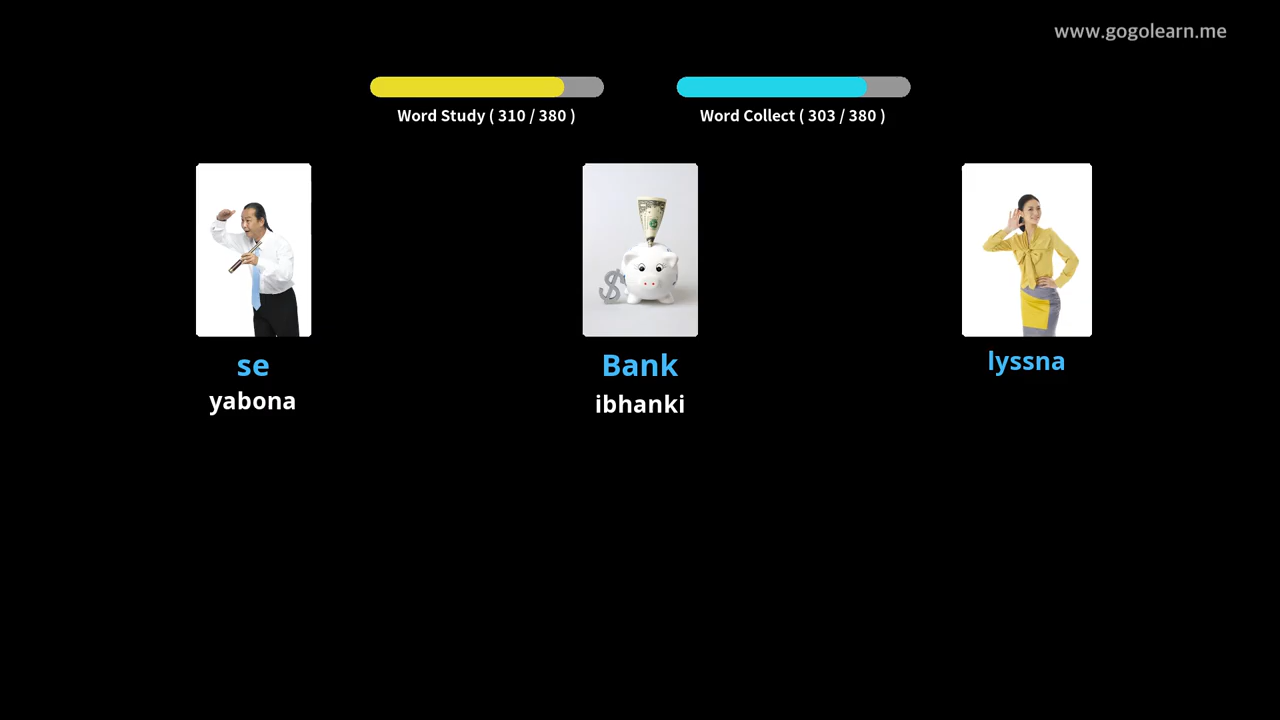 www.gogolearn.me
Word Study ( 310 / 380 )
Word Collect ( 303 / 380 )
se
yabona
Bank
ibhanki
lyssna